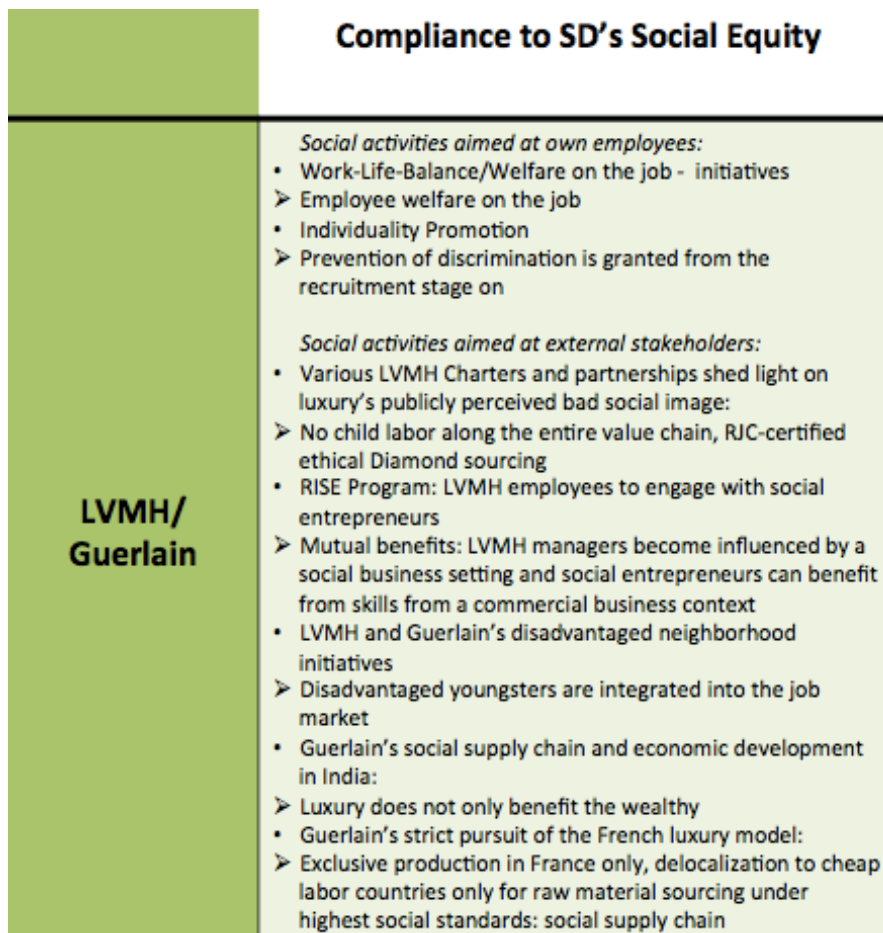 Compliance to SD's Social Equity
LVMH/
Guerlain
Social activities aimed at own employees:
• Work-Life-Balance/Welfare on the job - initiatives
➢ Employee welfare on the job
• Individuality Promotion
➢ Prevention of discrimination is granted from the
recruitment stage on
Social activities aimed at external stakeholders:
• Various LVMH Charters and partnerships shed light on
luxury's publicly perceived bad social image:
➢ No child labor along the entire value chain, RJC-certified
ethical Diamond sourcing
• RISE Program: LVMH employees to engage with social
entrepreneurs
➢ Mutual benefits: LVMH managers become influenced by a
social business setting and social entrepreneurs can benefit
from skills from a commercial business context
• LVMH and Guerlain's disadvantaged neighborhood
initiatives
➢ Disadvantaged youngsters are integrated into the job
market
• Guerlain's social supply chain and economic development
in India:
➢ Luxury does not only benefit the wealthy
• Guerlain's strict pursuit of the French luxury model:
➢ Exclusive production in France only, delocalization to cheap
labor countries only for raw material sourcing under
highest social standards: social supply chain